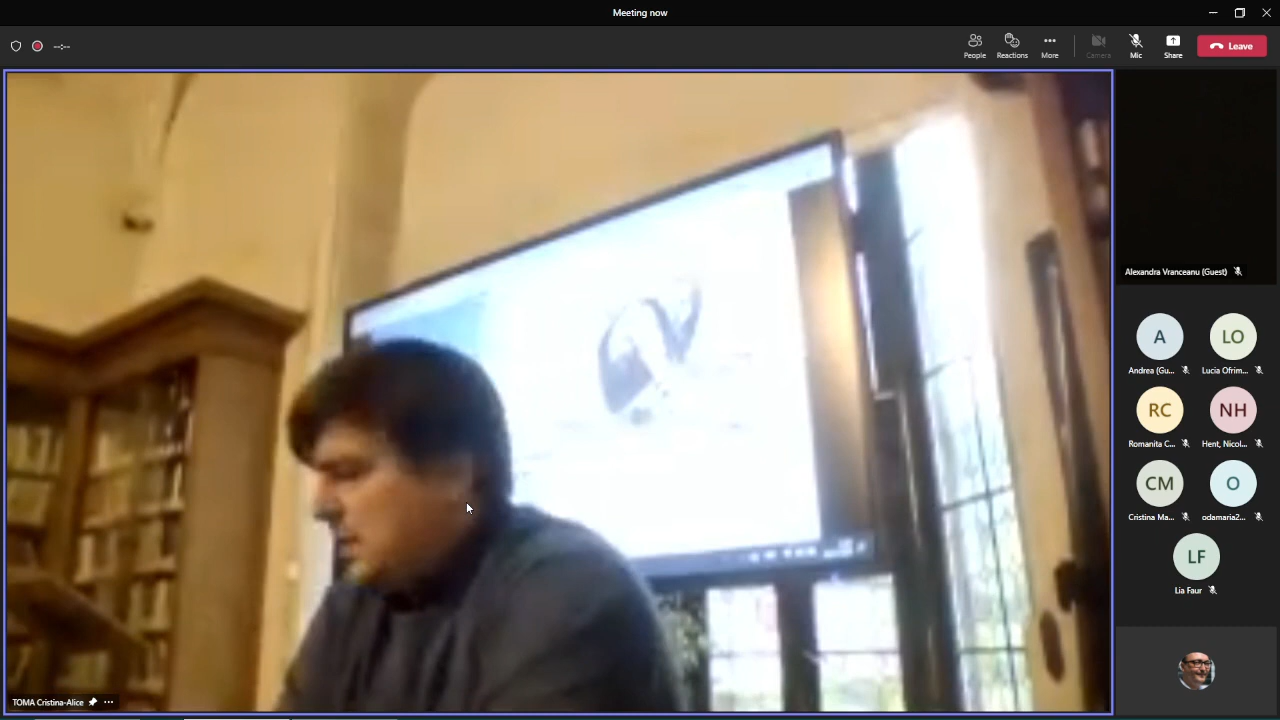 Meeting now
--:--
People
Reactions
More
Camera
Mic
Share
Leave
Alexandra Vranceanu (Guest)
A
LO
Andrea (Gu...
Lucia Ofrim...
RC
NH
Romanita C...
Hent, Nicol...
CM
O
Cristina Ma...
odamaria2...
LF
Lia Faur
TOMA Cristina-Alice